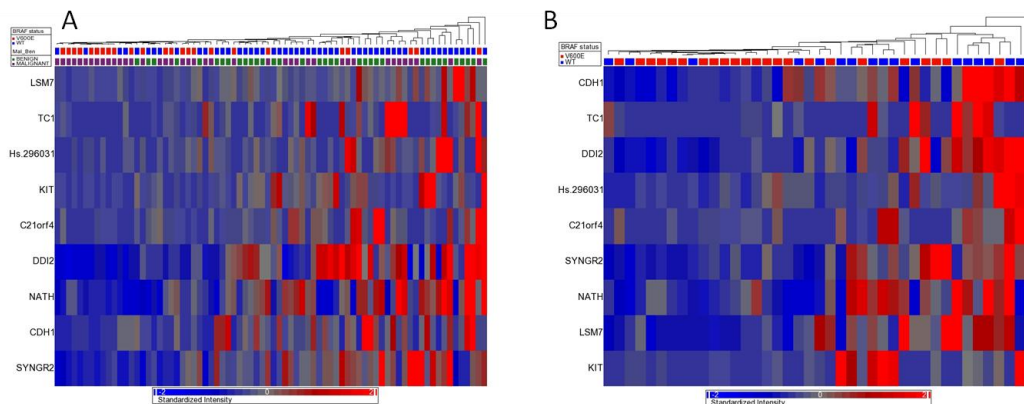 A
BRAF status
V600E
WT
Mal_Ben
BENIGN
MALIGNANT
LSM7
TC1
Hs.296031
KIT
C21orf4
DDI2
NATH
CDH1
SYNGR2
-2 0 2
Standardized Intensity
B
BRAF status
V600E
WT
CDH1
TC1
DDI2
Hs.296031
C21orf4
SYNGR2
NATH
LSM7
KIT
-2 0 2
Standardized Intensity